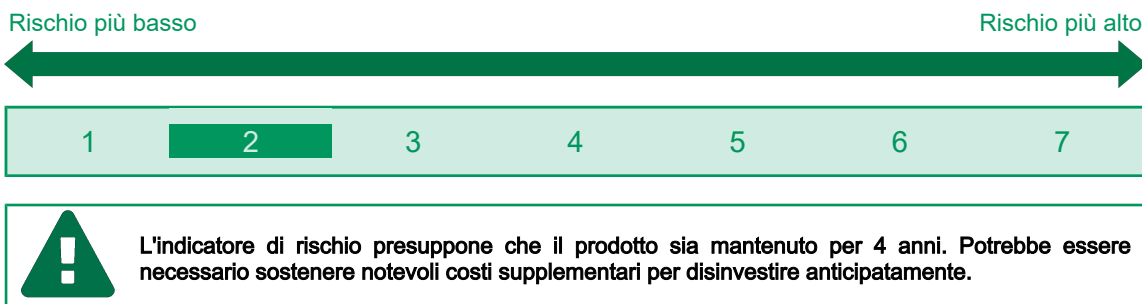 Rischio più basso Rischio più alto
1 2 3 4 5 6 7
L'indicatore di rischio presuppone che il prodotto sia mantenuto per 4 anni. Potrebbe essere
necessario sostenere notevoli costi supplementari per disinvestire anticipatamente.